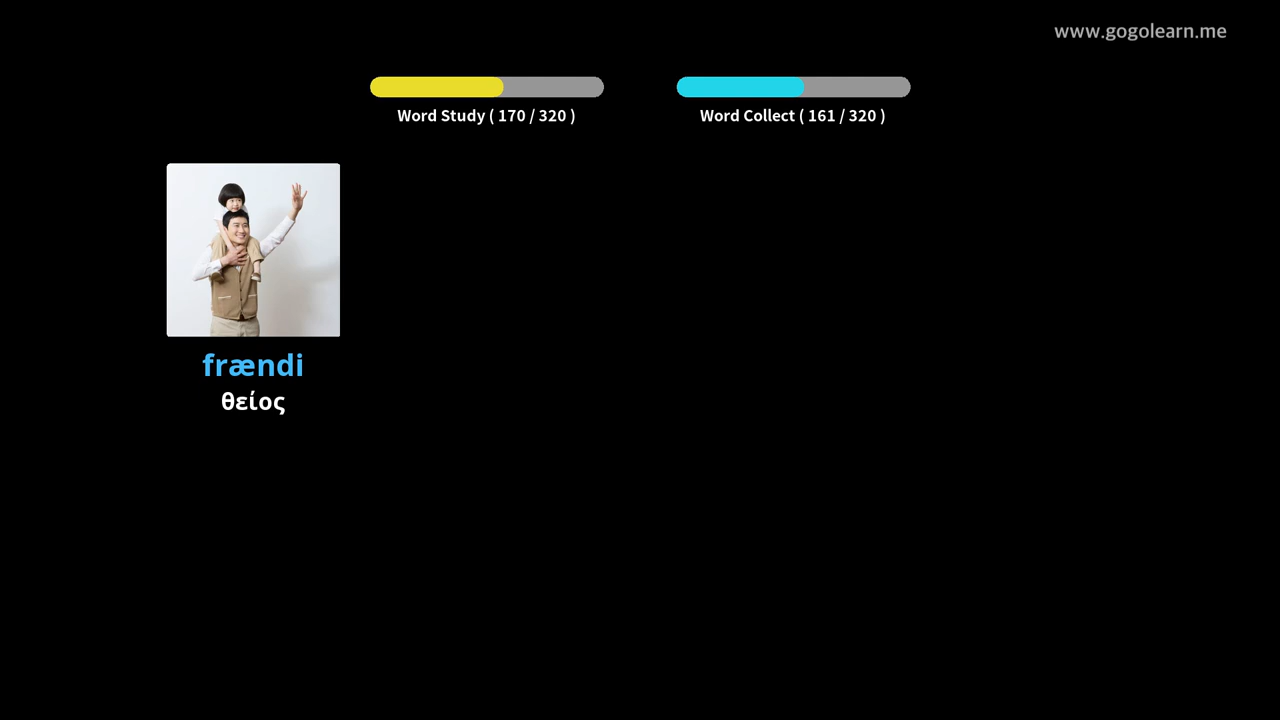 www.gogolearn.me
Word Study ( 170 / 320 )
Word Collect ( 161 / 320 )
frændi
θείος